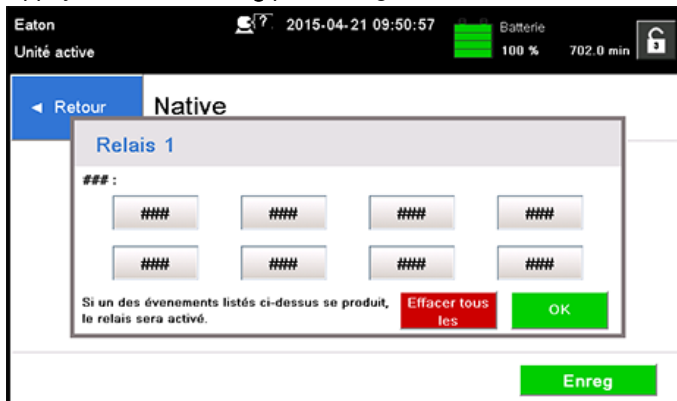 Eaton
? 2015-04-21 09:50:57
Batterie
Unité active
100 % 702.0 min
3
◄ Retour
Native
Relais 1
### :
### ### ### ###
### ### ### ###
Si un des évenements listés ci-dessus se produit,
le relais sera activé.
Effacer tous
les
OK
Enreg